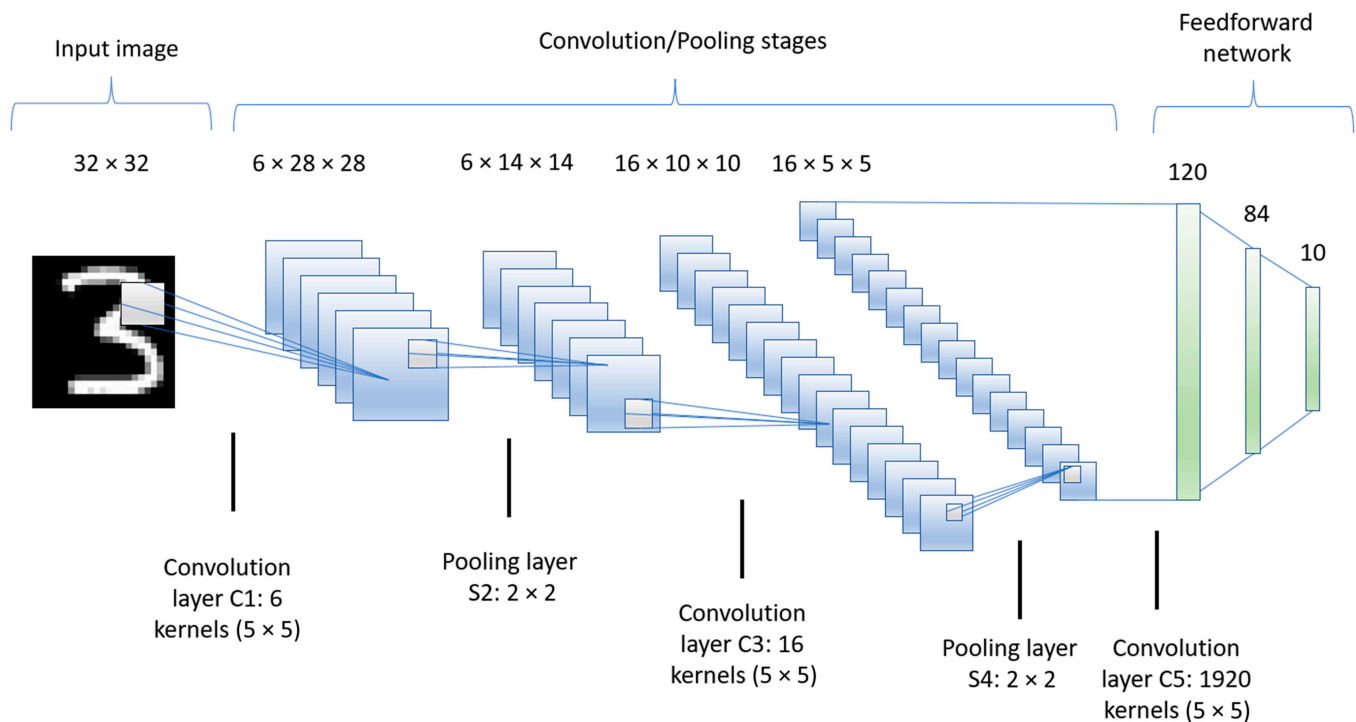 Input image
Convolution/Pooling stages
Feedforward
network
32 × 32
6 × 28 × 28
6 × 14 × 14
16 × 10 × 10
16 × 5 × 5
120
84
10
Convolution
layer C1: 6
kernels (5 × 5)
Pooling layer
S2: 2 × 2
Convolution
layer C3: 16
kernels (5 × 5)
Pooling layer
S4: 2 × 2
Convolution
layer C5: 1920
kernels (5 × 5)
3